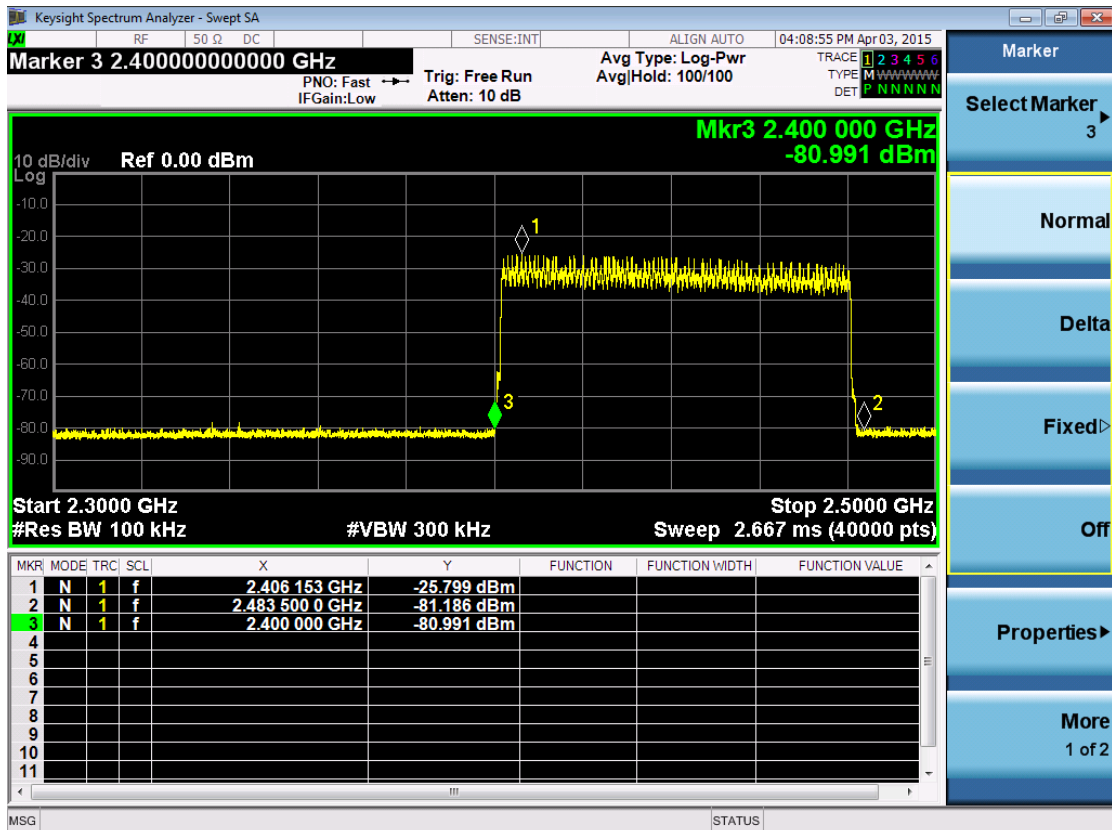 Keysight Spectrum Analyzer - Swept SA
LXI RF 50 Ω DC SENSE:INT ALIGN AUTO 04:08:55 PM Apr 03, 2015
Marker 3 2.400000000000 GHz
PNO: Fast
IFGain:Low
Trig: Free Run
Atten: 10 dB
Avg Type: Log-Pwr
Avg|Hold: 100/100
TRACE 1 2 3 4 5 6
TYPE M WWWWW
DET P N N N N N
Mkr3 2.400 000 GHz
-80.991 dBm
10 dB/div Ref 0.00 dBm
Log
-10.0
-20.0
-30.0
-40.0
-50.0
-60.0
-70.0
-80.0
-90.0
1
3
2
Start 2.3000 GHz Stop 2.5000 GHz
#Res BW 100 kHz #VBW 300 kHz Sweep 2.667 ms (40000 pts)
MKR MODE TRC SCL X Y FUNCTION FUNCTION WIDTH FUNCTION VALUE
1 N 1 f 2.406 153 GHz -25.799 dBm
2 N 1 f 2.483 500 0 GHz -81.186 dBm
3 N 1 f 2.400 000 GHz -80.991 dBm
4
5
6
7
8
9
10
11
MSG STATUS
Marker
Select Marker
3
Normal
Delta
Fixed
Off
Properties
More
1 of 2